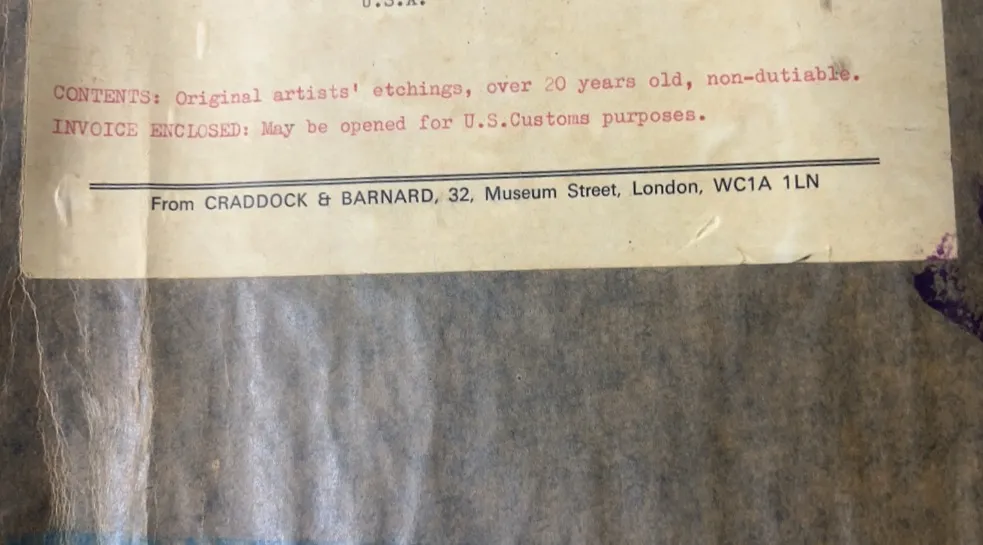 U.S.A.
CONTENTS: Original artists' etchings, over 20 years old, non-dutiable.
INVOICE ENCLOSED: May be opened for U.S.Customs purposes.
From CRADDOCK & BARNARD, 32, Museum Street, London, WC1A 1LN